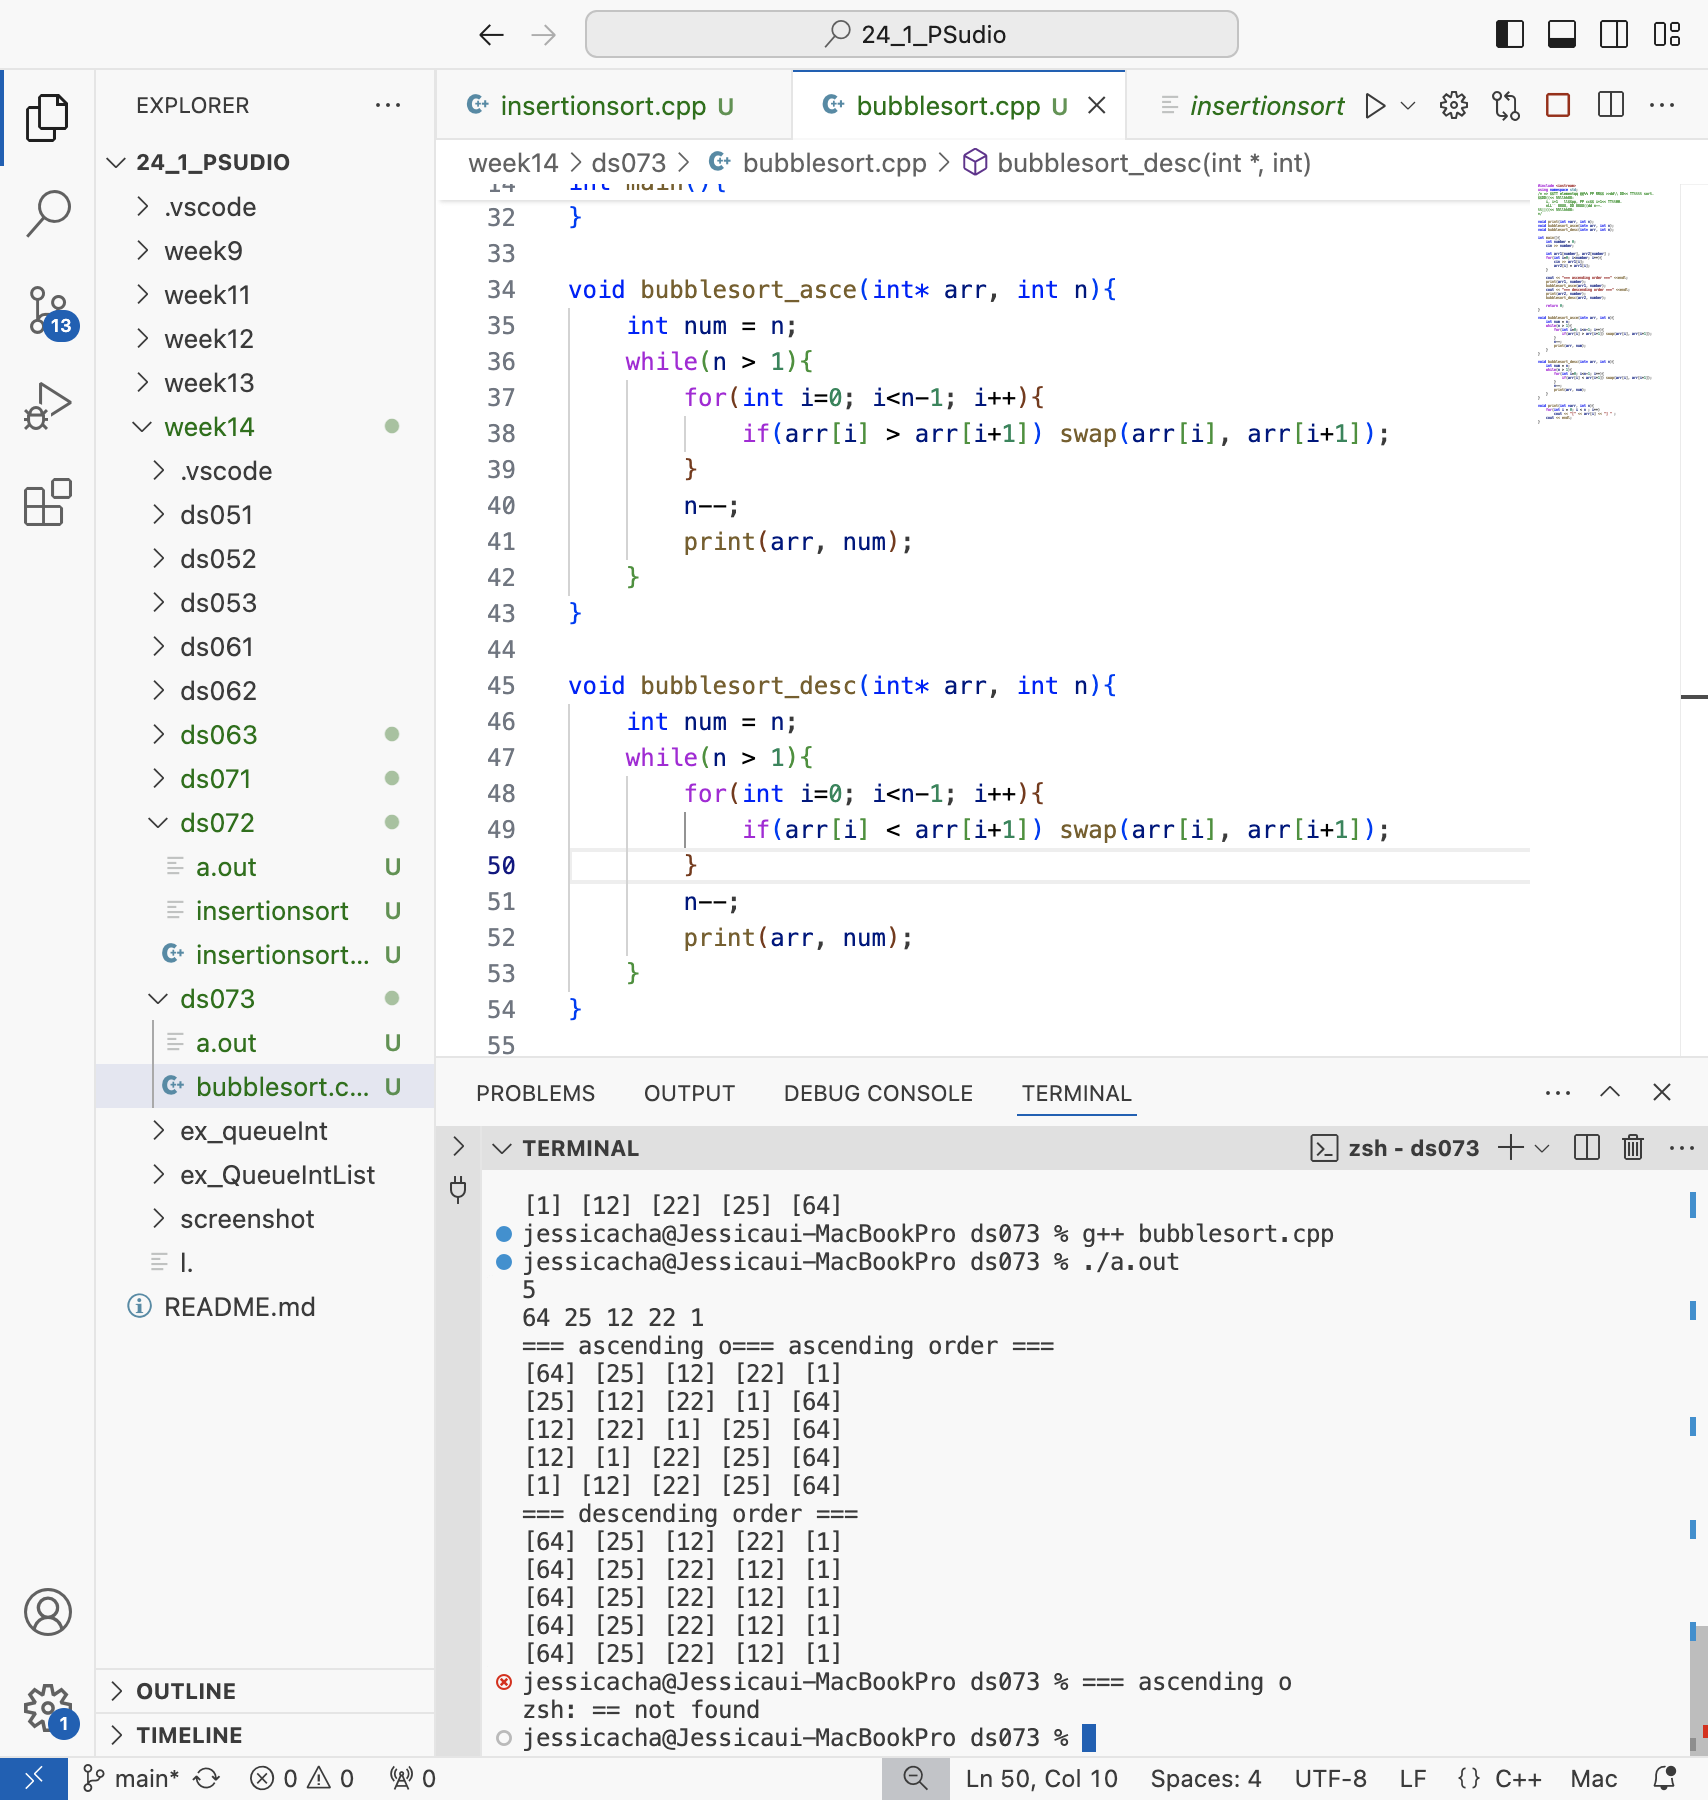 24_1_PSudio
EXPLORER
24_1_PSUDIO
.vscode
week9
week11
week12
week13
week14
.vscode
ds051
ds052
ds053
ds061
ds062
ds063
ds071
ds072
a.out U
insertionsort U
insertionsort... U
ds073
a.out U
bubblesort.c... U
ex_queueInt
ex_QueueIntList
screenshot
l.
README.md
OUTLINE
TIMELINE
13
1
insertionsort.cpp U
bubblesort.cpp U
insertionsort
week14 > ds073 > bubblesort.cpp > bubblesort_desc(int *, int)
14 int main(){
32 }
33
34 void bubblesort_asce(int* arr, int n){
35 int num = n;
36 while(n > 1){
37 for(int i=0; i<n-1; i++){
38 if(arr[i] > arr[i+1]) swap(arr[i], arr[i+1]);
39 }
40 n--;
41 print(arr, num);
42 }
43 }
44
45 void bubblesort_desc(int* arr, int n){
46 int num = n;
47 while(n > 1){
48 for(int i=0; i<n-1; i++){
49 if(arr[i] < arr[i+1]) swap(arr[i], arr[i+1]);
50 }
51 n--;
52 print(arr, num);
53 }
54 }
55
PROBLEMS OUTPUT DEBUG CONSOLE TERMINAL
TERMINAL zsh - ds073
[1] [12] [22] [25] [64]
jessicacha@Jessicaui-MacBookPro ds073 % g++ bubblesort.cpp
jessicacha@Jessicaui-MacBookPro ds073 % ./a.out
5
64 25 12 22 1
=== ascending o=== ascending order ===
[64] [25] [12] [22] [1]
[25] [12] [22] [1] [64]
[12] [22] [1] [25] [64]
[12] [1] [22] [25] [64]
[1] [12] [22] [25] [64]
=== descending order ===
[64] [25] [12] [22] [1]
[64] [25] [22] [12] [1]
[64] [25] [22] [12] [1]
[64] [25] [22] [12] [1]
[64] [25] [22] [12] [1]
jessicacha@Jessicaui-MacBookPro ds073 % === ascending o
zsh: == not found
jessicacha@Jessicaui-MacBookPro ds073 %
main* 0 0 0 Ln 50, Col 10 Spaces: 4 UTF-8 LF {} C++ Mac